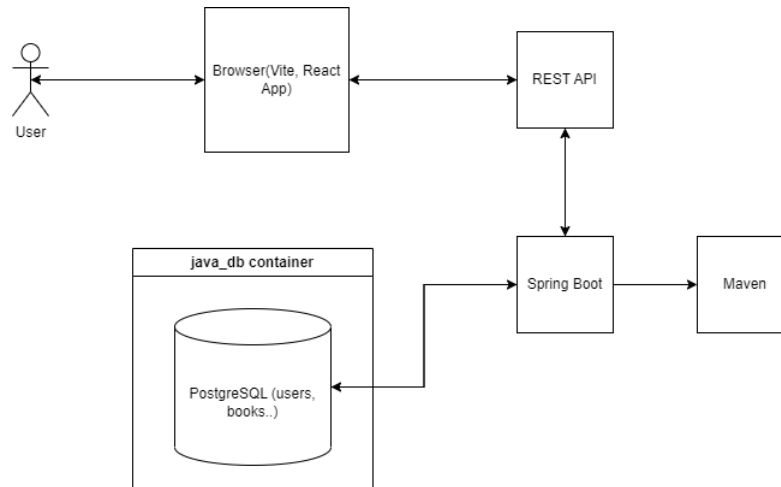 Browser(Vite, React
App)
REST API
User
java_db container
Spring Boot
Maven
PostgreSQL (users,
books..)